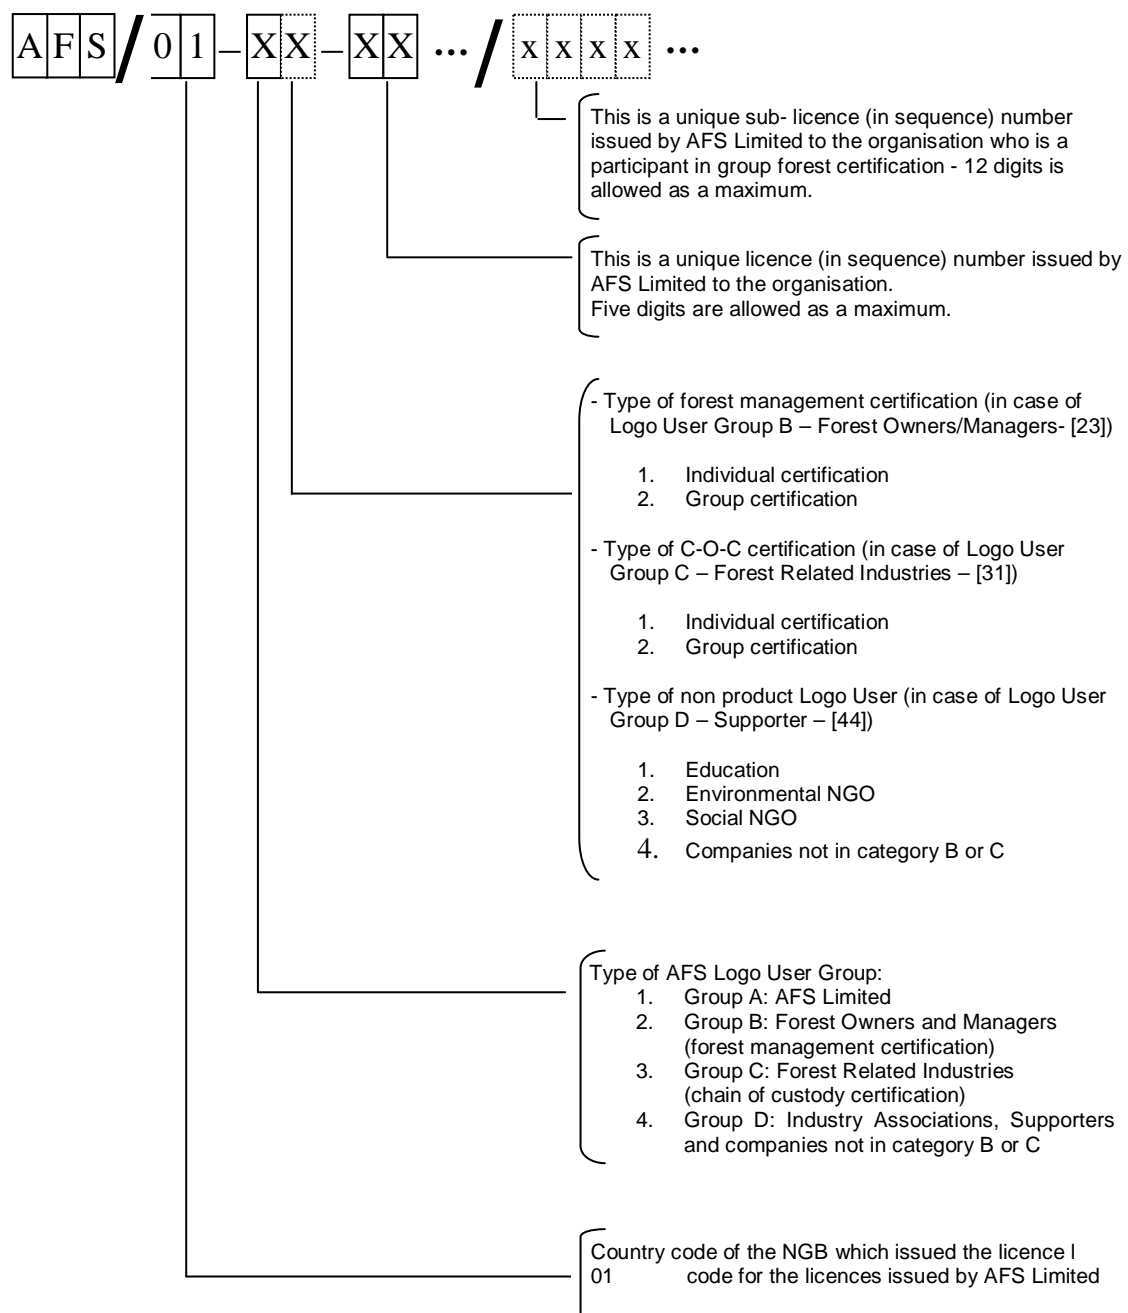 AFS/01–XX–XX .../xxxx ...
This is a unique sub- licence (in sequence) number
issued by AFS Limited to the organisation who is a
participant in group forest certification - 12 digits is
allowed as a maximum.
This is a unique licence (in sequence) number issued by
AFS Limited to the organisation.
Five digits are allowed as a maximum.
- Type of forest management certification (in case of
Logo User Group B – Forest Owners/Managers- [23])
1. Individual certification
2. Group certification
- Type of C-O-C certification (in case of Logo User
Group C – Forest Related Industries – [31])
1. Individual certification
2. Group certification
- Type of non product Logo User (in case of Logo User
Group D – Supporter – [44])
1. Education
2. Environmental NGO
3. Social NGO
4. Companies not in category B or C
Type of AFS Logo User Group:
1. Group A: AFS Limited
2. Group B: Forest Owners and Managers
(forest management certification)
3. Group C: Forest Related Industries
(chain of custody certification)
4. Group D: Industry Associations, Supporters
and companies not in category B or C
Country code of the NGB which issued the licence l
01 code for the licences issued by AFS Limited